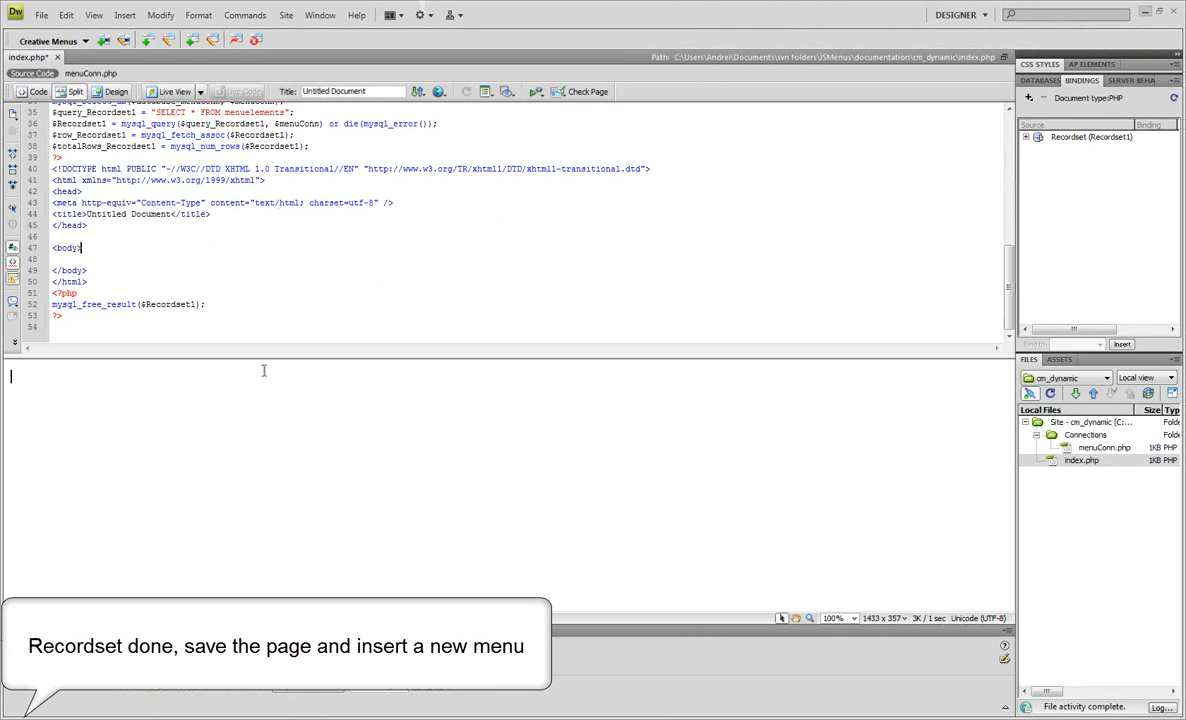 Dw File Edit View Insert Modify Format Commands Site Window Help DESIGNER
Creative Menus
index.php* Path: C:\Users\Andrei\Documents\svn folders\JSMenus\documentation\cm_dynamic\index.php
Source Code menuConn.php
Code Split Design Live View Live Code Title: Untitled Document Check Page
35 $query_Recordset1 = "SELECT * FROM menuelements";
36 $Recordset1 = mysql_query($query_Recordset1, $menuConn) or die(mysql_error());
37 $row_Recordset1 = mysql_fetch_assoc($Recordset1);
38 $totalRows_Recordset1 = mysql_num_rows($Recordset1);
39 ?>
40 <!DOCTYPE html PUBLIC "-//W3C//DTD XHTML 1.0 Transitional//EN" "http://www.w3.org/TR/xhtml1/DTD/xhtml1-transitional.dtd">
41 <html xmlns="http://www.w3.org/1999/xhtml">
42 <head>
43 <meta http-equiv="Content-Type" content="text/html; charset=utf-8" />
44 <title>Untitled Document</title>
45 </head>
46
47 <body>
48
49 </body>
50 </html>
51 <?php
52 mysql_free_result($Recordset1);
53 ?>
54
CSS STYLES AP ELEMENTS
DATABASES BINDINGS SERVER BEHA
Document type:PHP
Source Binding
Recordset (Recordset1)
Bind to: Insert
FILES ASSETS
cm_dynamic Local view
Local Files Size Typ
Site - cm_dynamic (C:... Folde
Connections Folde
menuConn.php 1KB PHP
index.php 1KB PHP
100% 1433 x 357 3K / 1 sec Unicode (UTF-8)
Recordset done, save the page and insert a new menu
File activity complete. Log...